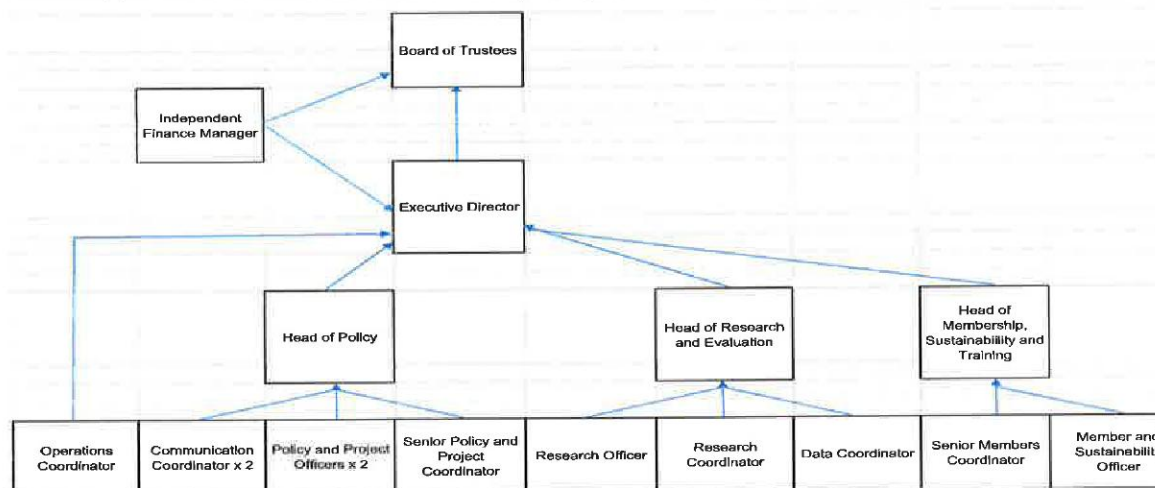 Board of Trustees
Independent
Finance Manager
Executive Director
Head of Policy
Head of Research
and Evaluation
Head of
Membership,
Sustainability and
Training
Operations
Coordinator
Communication
Coordinator x 2
Policy and Project
Officers x 2
Senior Policy and
Project
Coordinator
Research Officer
Research
Coordinator
Data Coordinator
Senior Members
Coordinator
Member and
Officer